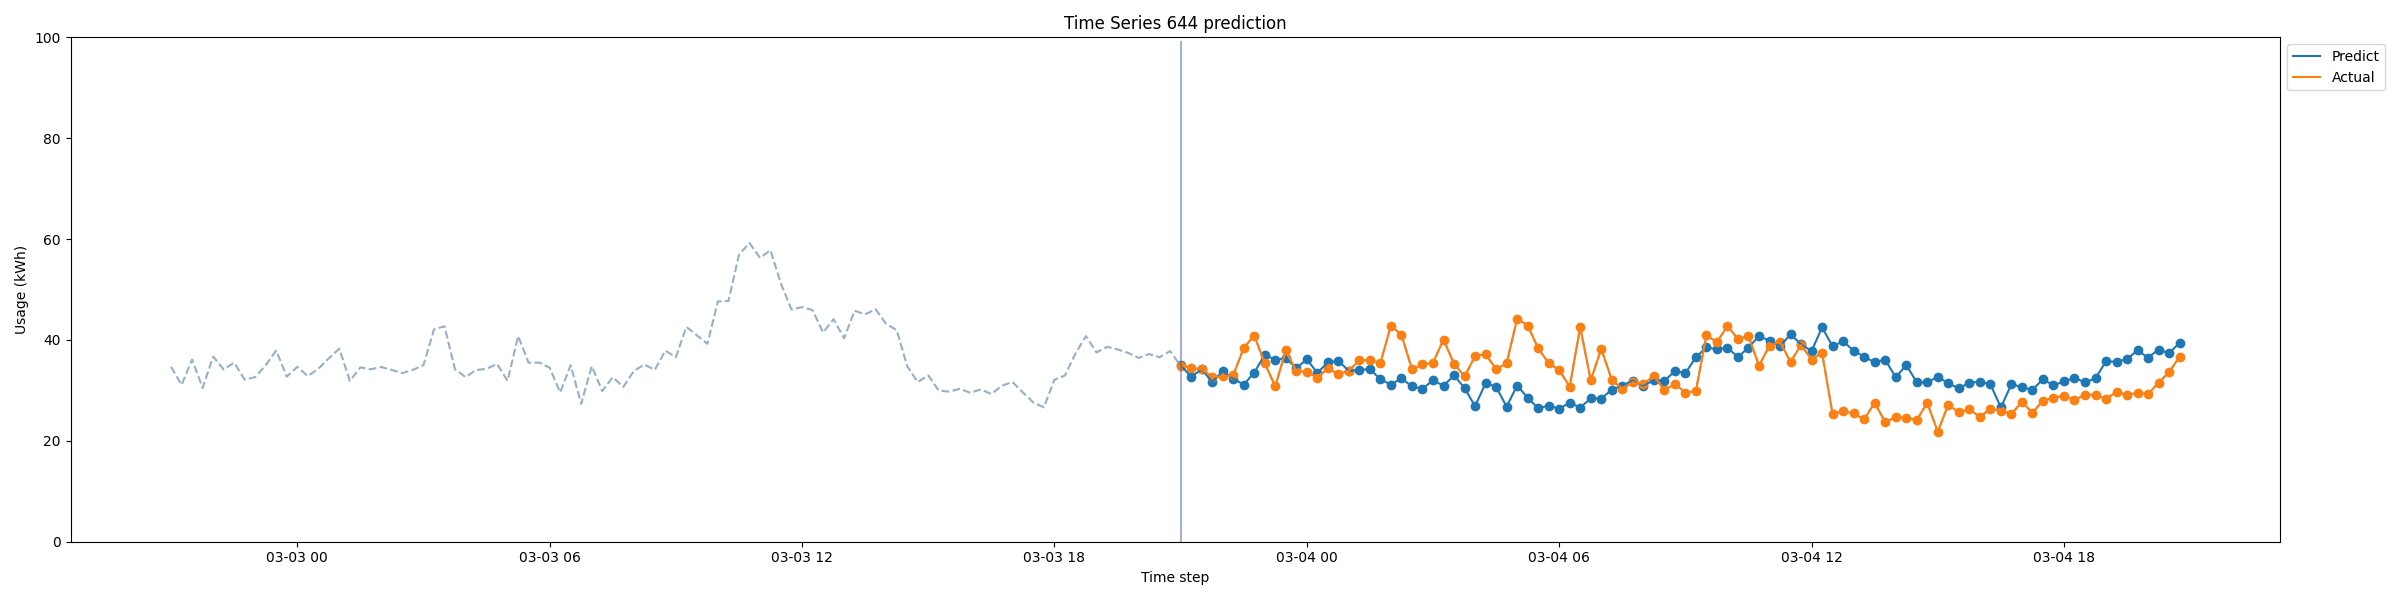 Time Series 644 prediction
100
80
60
40
20
0
Usage (kWh)
03-03 00
03-03 06
03-03 12
03-03 18
03-04 00
03-04 06
03-04 12
03-04 18
Time step
Predict
Actual